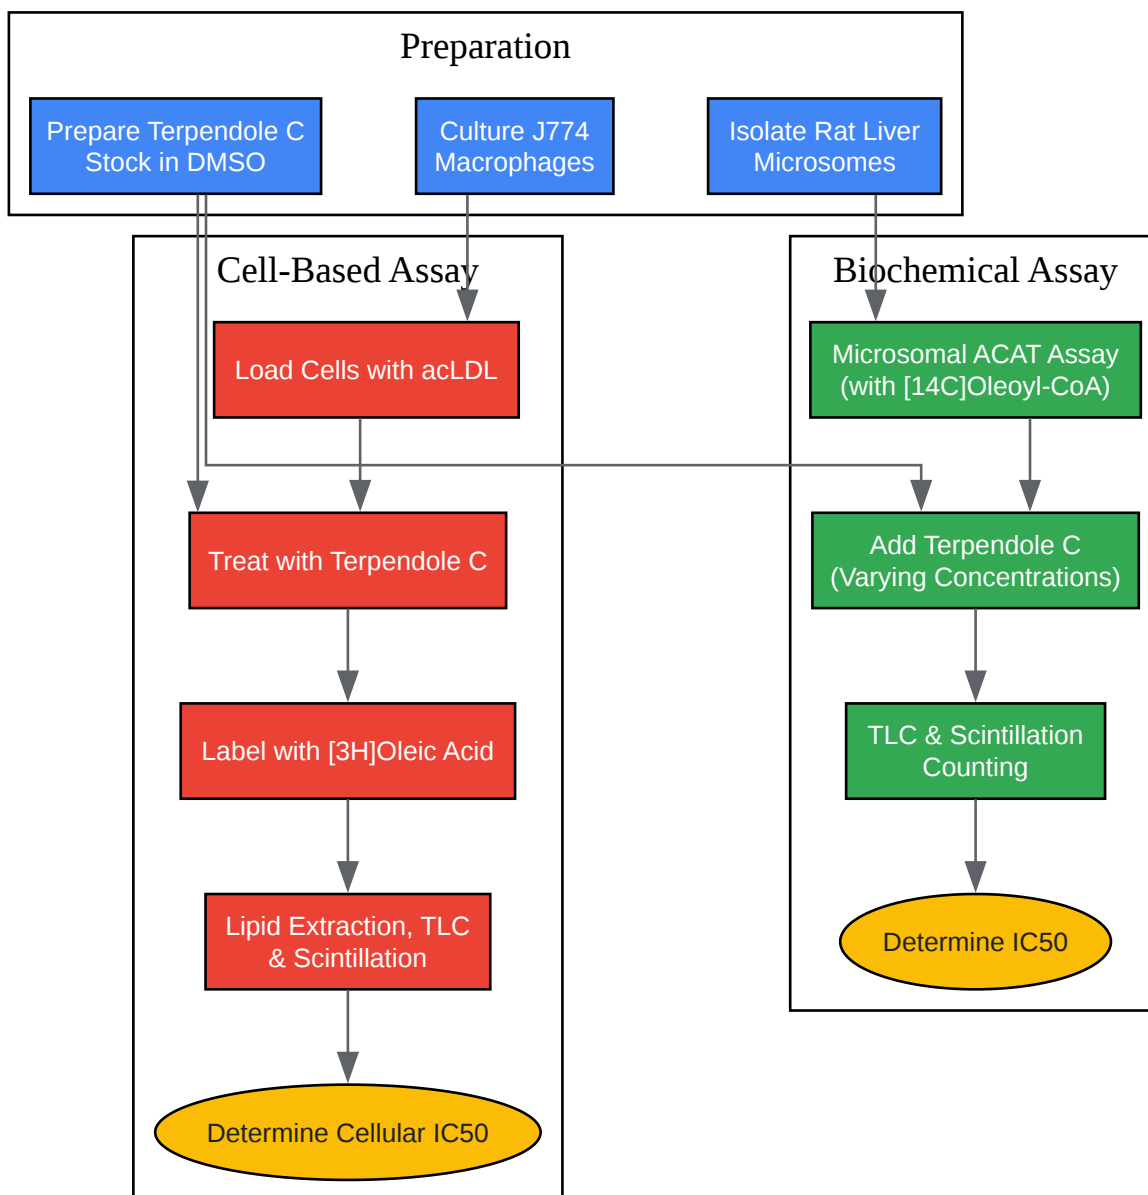 Preparation
Prepare Terpendole C
Stock in DMSO
Culture J774
Macrophages
Isolate Rat Liver
Microsomes
Cell-Based Assay
Load Cells with acLDL
Treat with Terpendole C
Label with [3H]Oleic Acid
Lipid Extraction, TLC
& Scintillation
Determine Cellular IC50
Biochemical Assay
Microsomal ACAT Assay
(with [14C]Oleoyl-CoA)
Add Terpendole C
(Varying Concentrations)
TLC & Scintillation
Counting
Determine IC50